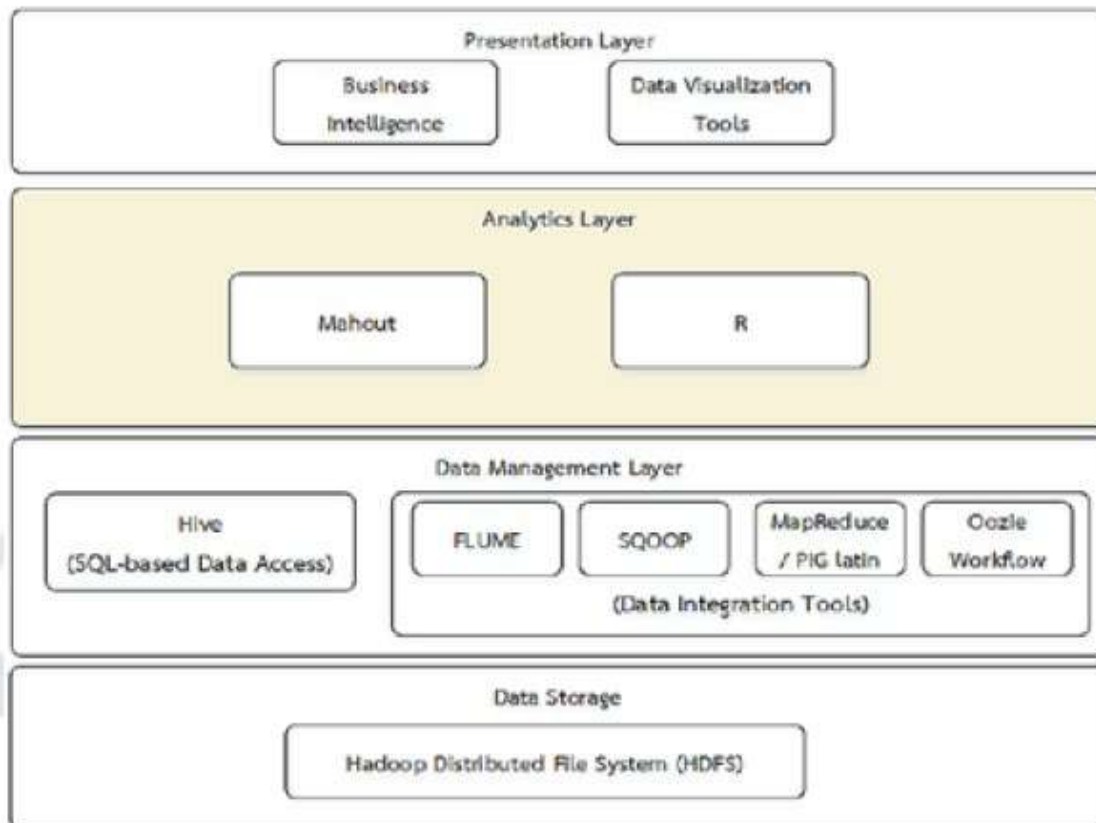 Presentation Layer
Business
Intelligence
Data Visualization
Tools
Analytics Layer
Mahout
R
Data Management Layer
Hive
(SQL-based Data Access)
FLUME
SQOOP
MapReduce
/ PIG latin
Oozie
Workflow
(Data Integration Tools)
Data Storage
Hadoop Distributed File System (HDFS)